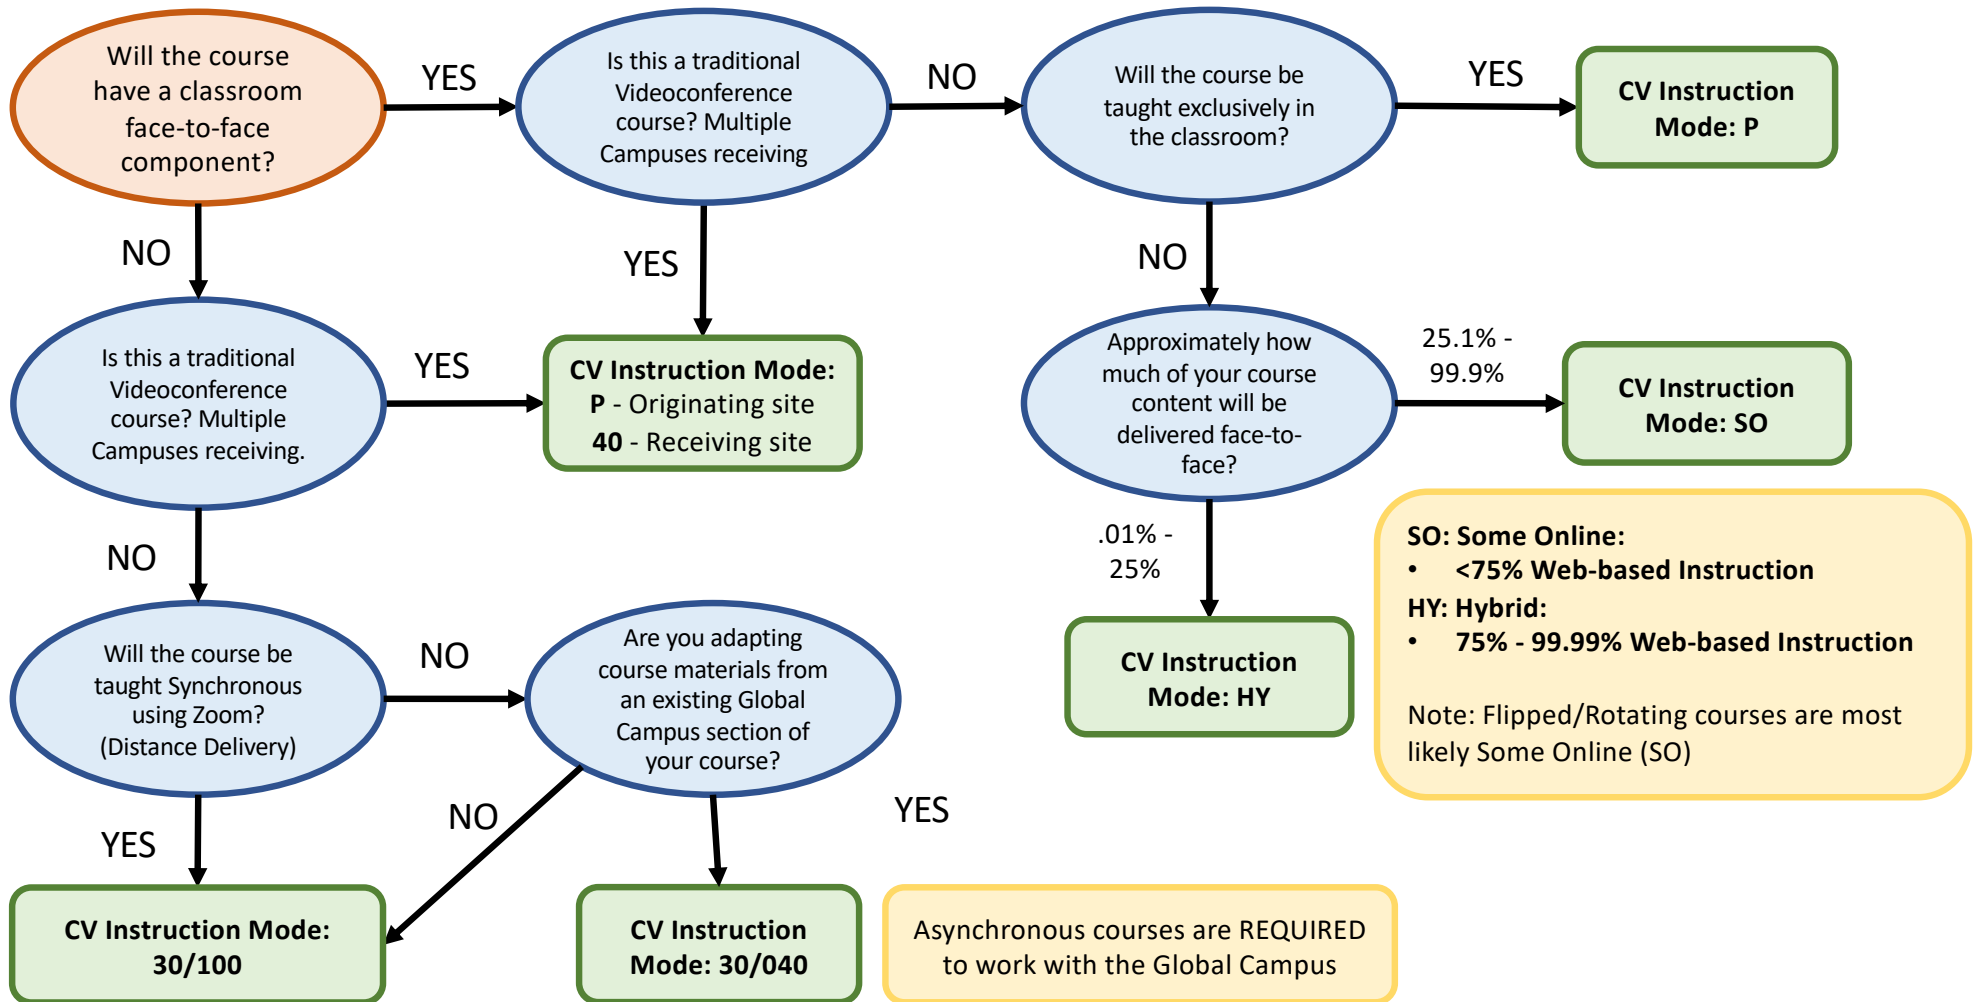 Will the course
have a classroom
face-to-face
component?
YES
Is this a traditional
Videoconference
course? Multiple
Campuses receiving
NO
Will the course be
taught exclusively in
the classroom?
YES
CV Instruction
Mode: P
NO
YES
NO
Is this a traditional
Videoconference
course? Multiple
Campuses receiving.
YES
CV Instruction Mode:
P - Originating site
40 - Receiving site
Approximately how
much of your course
content will be
delivered face-to-
face?
25.1% -
99.9%
CV Instruction
Mode: SO
NO
.01% -
25%
SO: Some Online:
• <75% Web-based Instruction
HY: Hybrid:
• 75% - 99.99% Web-based Instruction
Note: Flipped/Rotating courses are most
likely Some Online (SO)
Will the course be
taught Synchronous
using Zoom?
(Distance Delivery)
NO
Are you adapting
course materials from
an existing Global
Campus section of
your course?
CV Instruction
Mode: HY
YES
NO
YES
CV Instruction Mode:
30/100
CV Instruction
Mode: 30/040
Asynchronous courses are REQUIRED
to work with the Global Campus